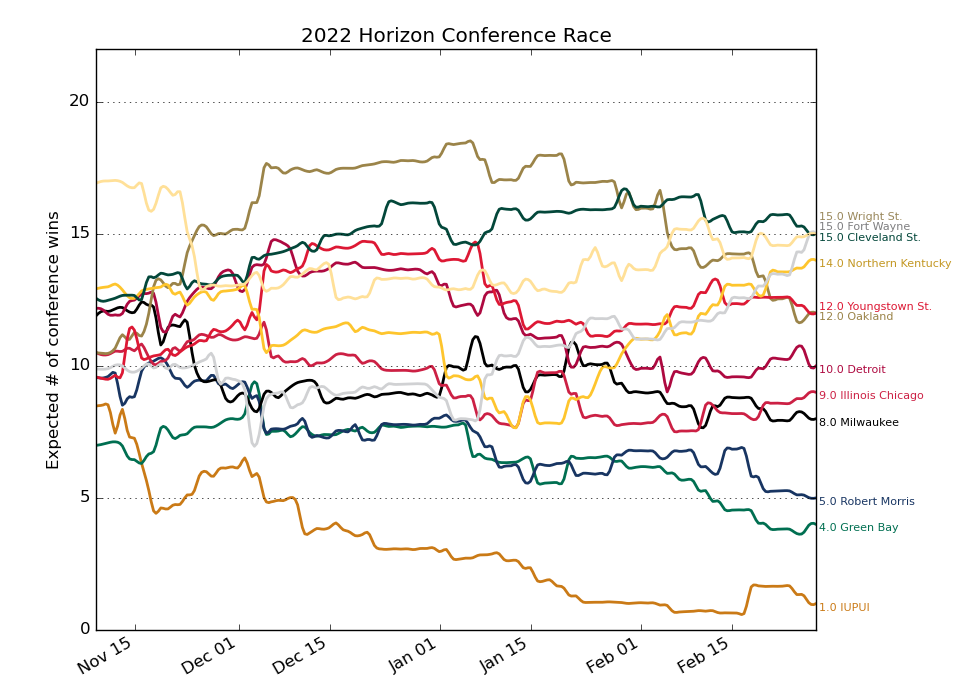 2022 Horizon Conference Race
Expected # of conference wins
20
15
10
5
0
Nov 15
Dec 01
Dec 15
Jan 01
Jan 15
Feb 01
Feb 15
15.0 Wright St.
15.0 Fort Wayne
15.0 Cleveland St.
14.0 Northern Kentucky
12.0 Youngstown St.
12.0 Oakland
10.0 Detroit
9.0 Illinois Chicago
8.0 Milwaukee
5.0 Robert Morris
4.0 Green Bay
1.0 IUPUI